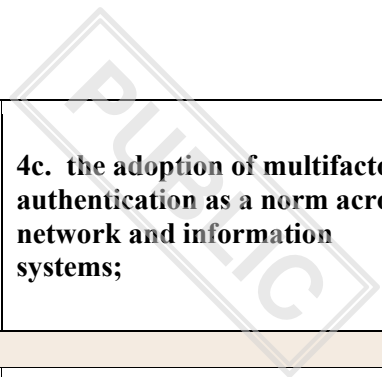 4c. the adoption of multifacto
authentication as a norm acro
network and information
systems;
PUBLIC